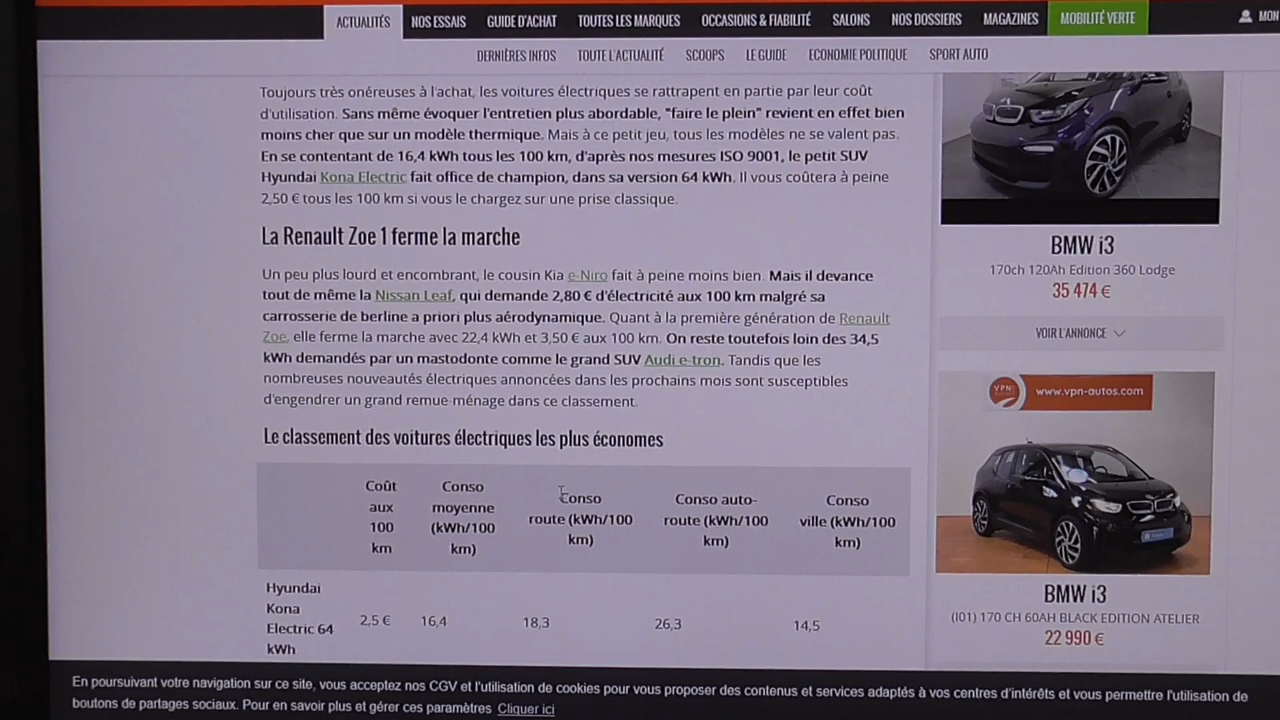 ACTUALITÉS NOS ESSAIS GUIDE D'ACHAT TOUTES LES MARQUES OCCASIONS & FIABILITÉ SALONS NOS DOSSIERS MAGAZINES MOBILITÉ VERTE MON
DERNIÈRES INFOS TOUTE L'ACTUALITÉ SCOOPS LE GUIDE ECONOMIE POLITIQUE SPORT AUTO
Toujours très onéreuses à l'achat, les voitures électriques se rattrapent en partie par leur coût
d'utilisation. Sans même évoquer l'entretien plus abordable, "faire le plein" revient en effet bien
moins cher que sur un modèle thermique. Mais à ce petit jeu, tous les modèles ne se valent pas.
En se contentant de 16,4 kWh tous les 100 km, d'après nos mesures ISO 9001, le petit SUV
Hyundai Kona Electric fait office de champion, dans sa version 64 kWh. Il vous coûtera à peine
2,50 € tous les 100 km si vous le chargez sur une prise classique.
La Renault Zoe 1 ferme la marche
Un peu plus lourd et encombrant, le cousin Kia e-Niro fait à peine moins bien. Mais il devance
tout de même la Nissan Leaf, qui demande 2,80 € d'électricité aux 100 km malgré sa
carrosserie de berline a priori plus aérodynamique. Quant à la première génération de Renault
Zoe, elle ferme la marche avec 22,4 kWh et 3,50 € aux 100 km. On reste toutefois loin des 34,5
kWh demandés par un mastodonte comme le grand SUV Audi e-tron. Tandis que les
nombreuses nouveautés électriques annoncées dans les prochains mois sont susceptibles
d'engendrer un grand remue-ménage dans ce classement.
Le classement des voitures électriques les plus économes
Coût
aux
100
km
Conso
moyenne
(kWh/100
km)
Conso
route (kWh/100
km)
Conso auto-
route (kWh/100
km)
Conso
ville (kWh/100
km)
Hyundai
Kona
Electric 64
kWh
2,5 € 16,4 18,3 26,3 14,5
BMW i3
170ch 120Ah Edition 360 Lodge
35 474 €
VOIR L'ANNONCE
VPN
www.vpn-autos.com
BMW i3
(I01) 170 CH 60AH BLACK EDITION ATELIER
22 990 €
En poursuivant votre navigation sur ce site, vous acceptez nos CGV et l'utilisation de cookies pour vous proposer des contenus et services adaptés à vos centres d'intérêts et vous permettre l'utilisation de
boutons de partages sociaux. Pour en savoir plus et gérer ces paramètres Cliquer ici